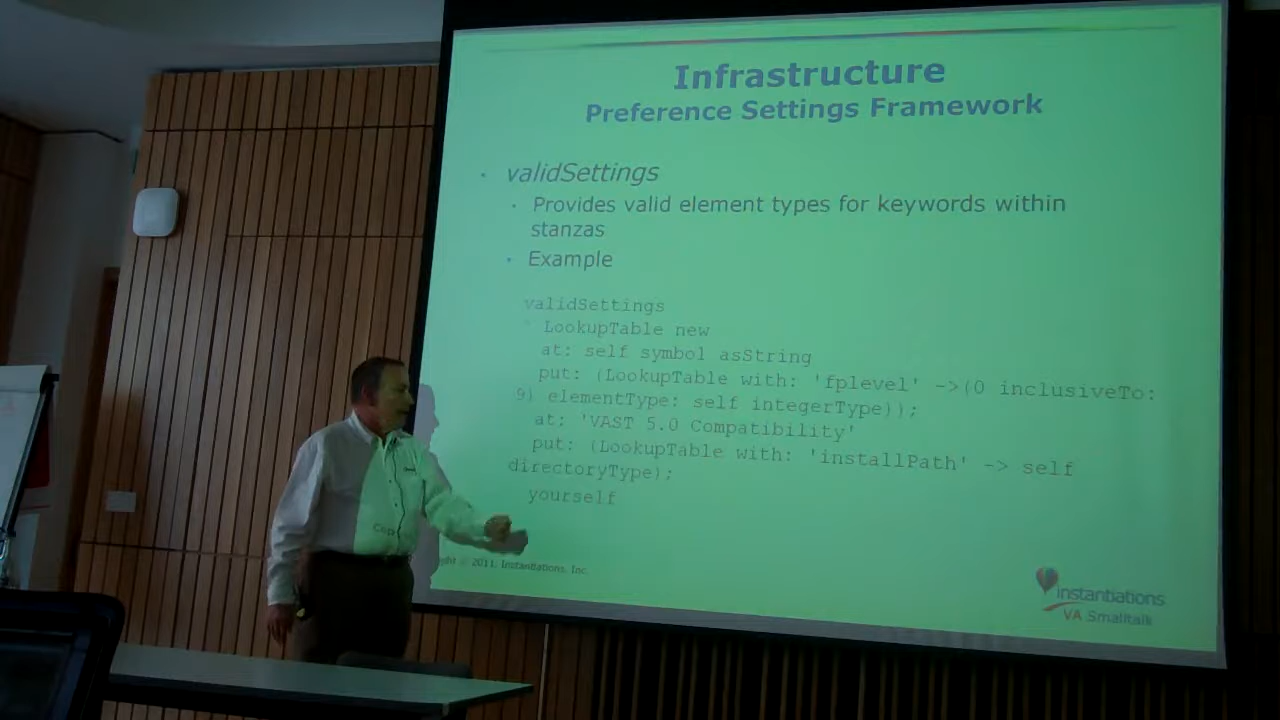 Infrastructure
Preference Settings Framework
validSettings
Provides valid element types for keywords within
stanzas
Example
validSettings
^ LookupTable new
at: self symbol asString
put: (LookupTable with: 'fplevel' ->(0 inclusiveTo:
9) elementType: self integerType));
at: 'VAST 5.0 Compatibility'
put: (LookupTable with: 'installPath' -> self
directoryType);
yourself
ght © 2011, Instantiations, Inc.
instantiations
VA Smalltalk